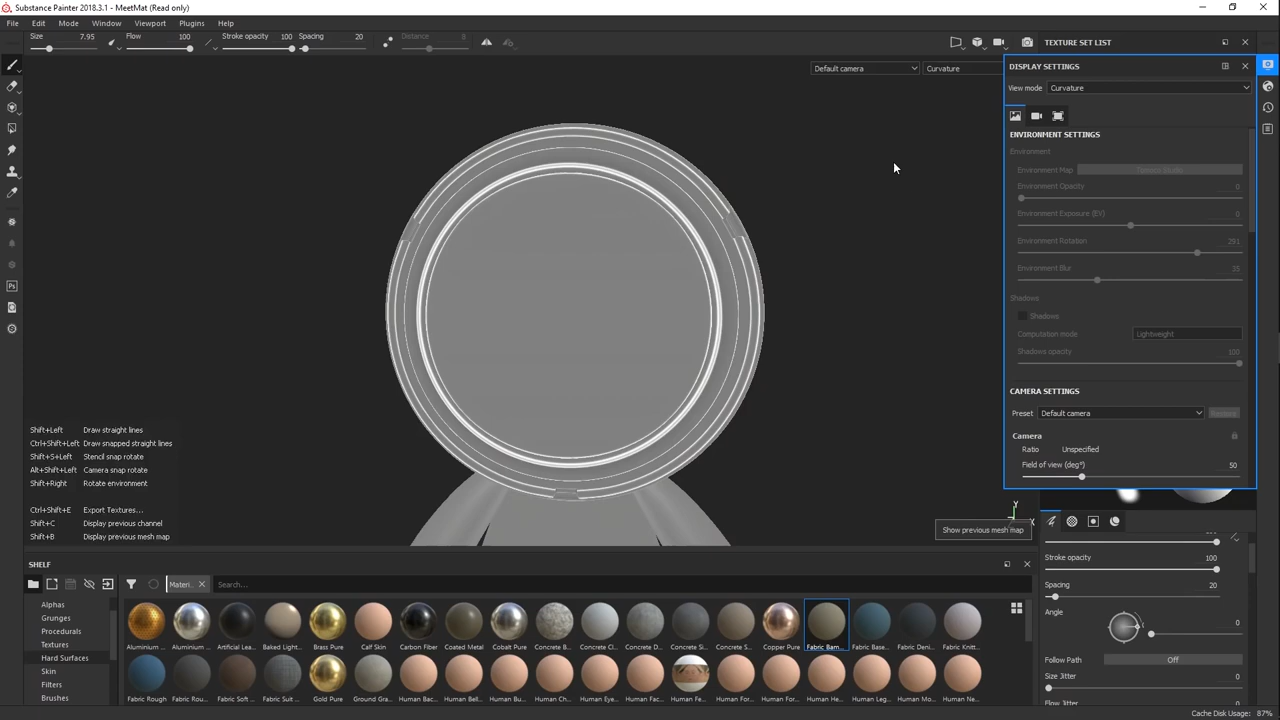 Substance Painter 2018.3.1 - MeetMat (Read only)
File Edit Mode Window Viewport Plugins Help
Size 7.95 Flow 100 Stroke opacity 100 Spacing 20 Distance 8
TEXTURE SET LIST
Default camera Curvature
DISPLAY SETTINGS
View mode Curvature
ENVIRONMENT SETTINGS
Environment
Environment Map
Environment Opacity 0
Environment Exposure (EV) 0
Environment Rotation 291
Environment Blur
Shadows
Shadows
Computation mode Lightweight
Shadows opacity 100
CAMERA SETTINGS
Preset Default camera Restore
Camera
Ratio Unspecified
Field of view (deg°) 50
Shift+Left Draw straight lines
Ctrl+Shift+Left Draw snapped straight lines
Shift+S+Left Stencil snap rotate
Alt+Shift+Left Camera snap rotate
Shift+Right Rotate environment
Ctrl+Shift+E Export Textures...
Shift+C Display previous channel
Shift+B Display previous mesh map
Y
X
Show previous mesh map
Stroke opacity 100
Spacing 20
Angle 0
Follow Path Off
Size Jitter 0
Flow Jitter 0
SHELF
Materi... Search...
Alphas
Grunges
Procedurals
Textures
Hard Surfaces
Skin
Filters
Brushes
Aluminium ... Aluminium ... Artificial Lea... Baked Light... Brass Pure Calf Skin Carbon Fiber Coated Metal Cobalt Pure Concrete B... Concrete Cl... Concrete D... Concrete Si... Concrete S... Copper Pure Fabric Bam... Fabric Base... Fabric Deni... Fabric Knitt...
Fabric Rough Fabric Rou... Fabric Soft ... Fabric Suit ... Gold Pure Ground Gra... Human Bac... Human Bell... Human Bu... Human Ch... Human Eye... Human Fac... Human Fe... Human For... Human For... Human He... Human Leg... Human Mo... Human Ne...
Cache Disk Usage: 87%